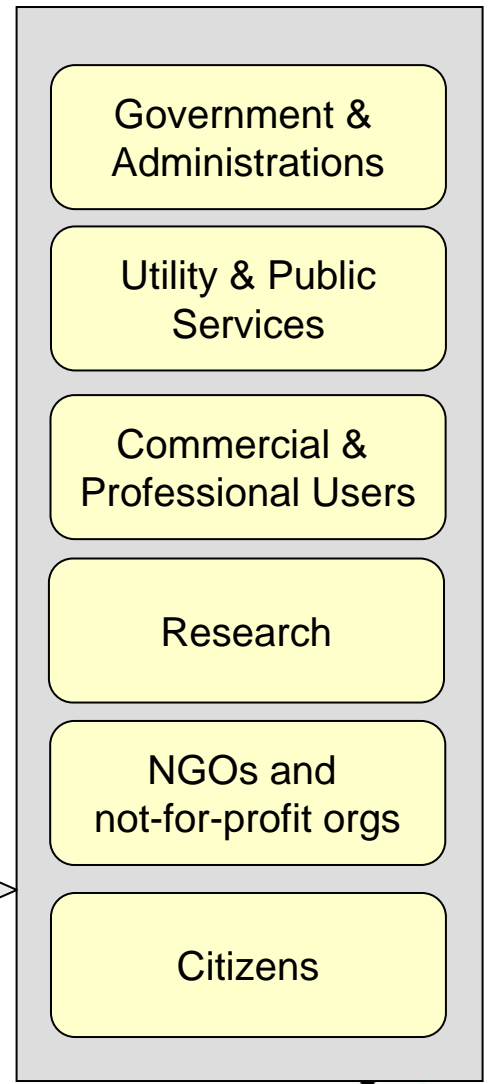 Government &
Administrations
Utility & Public
Services
Commercial &
Professional Users
Research
NGOs and
not-for-profit orgs
Citizens